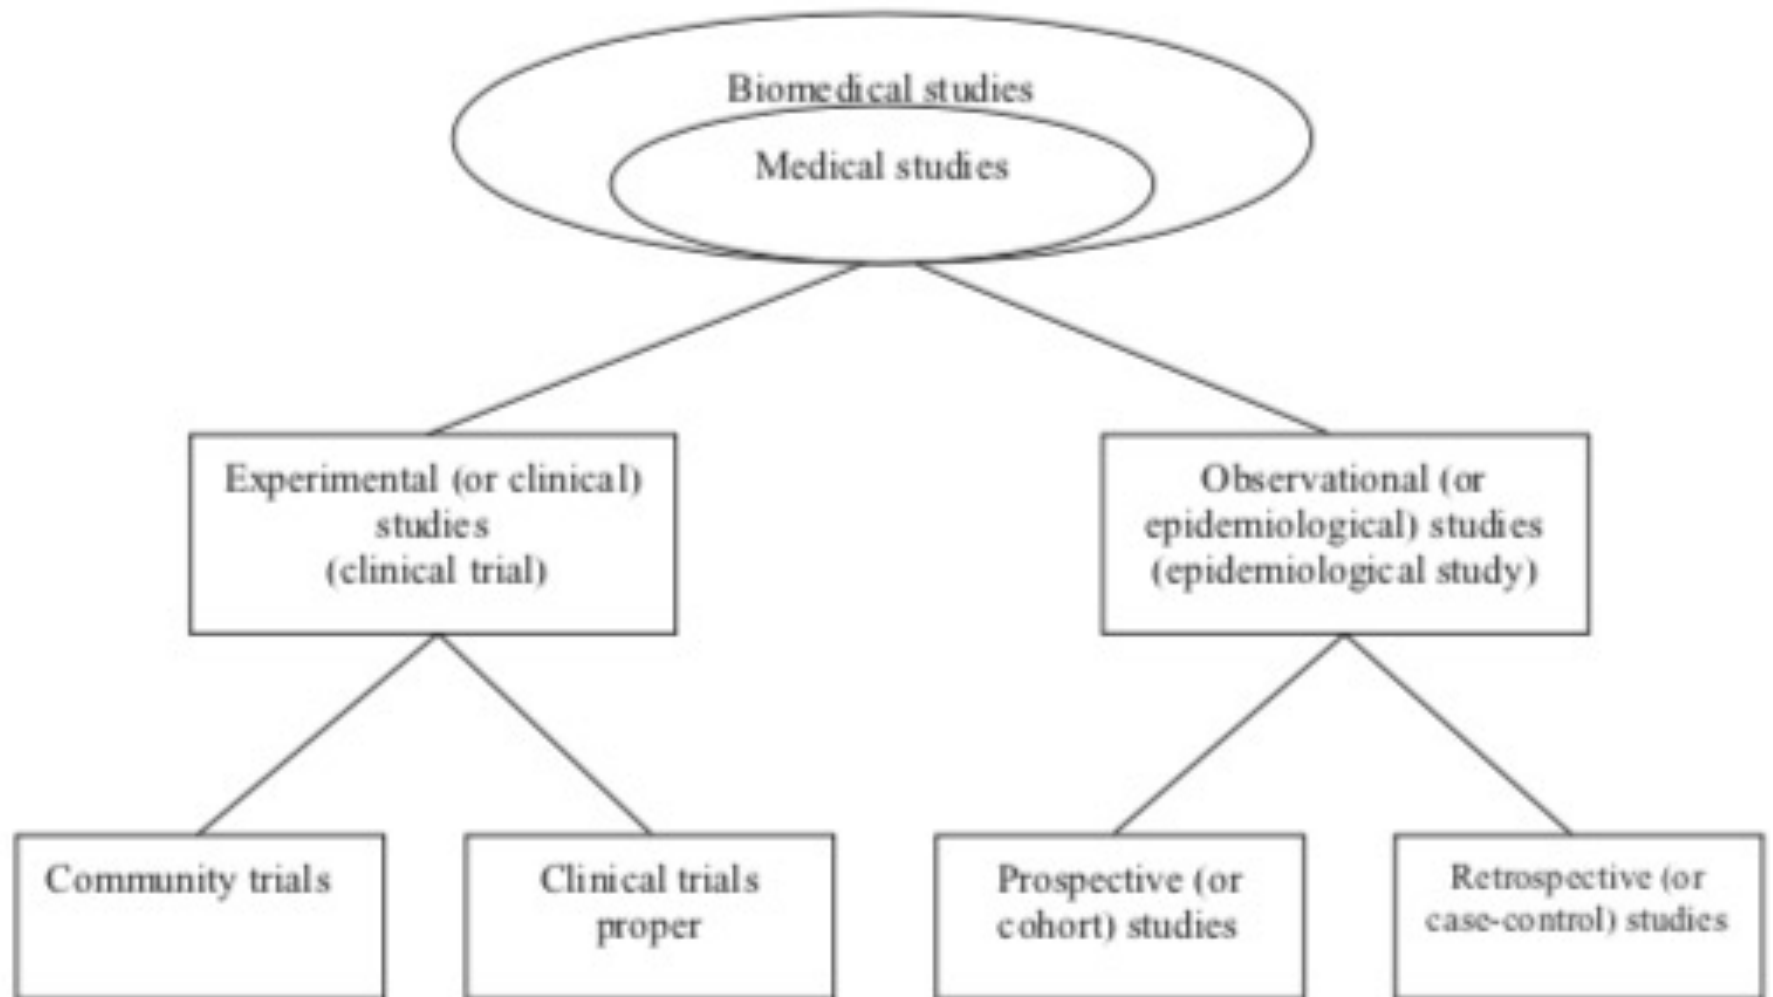 Biomedical studies
Medical studies
Experimental (or clinical)
studies
(clinical trial)
Observational (or
epidemiological) studies
(epidemiological study)
Community trials
Clinical trials
proper
Prospective (or
cohort) studies
Retrospective (or
case-control) studies